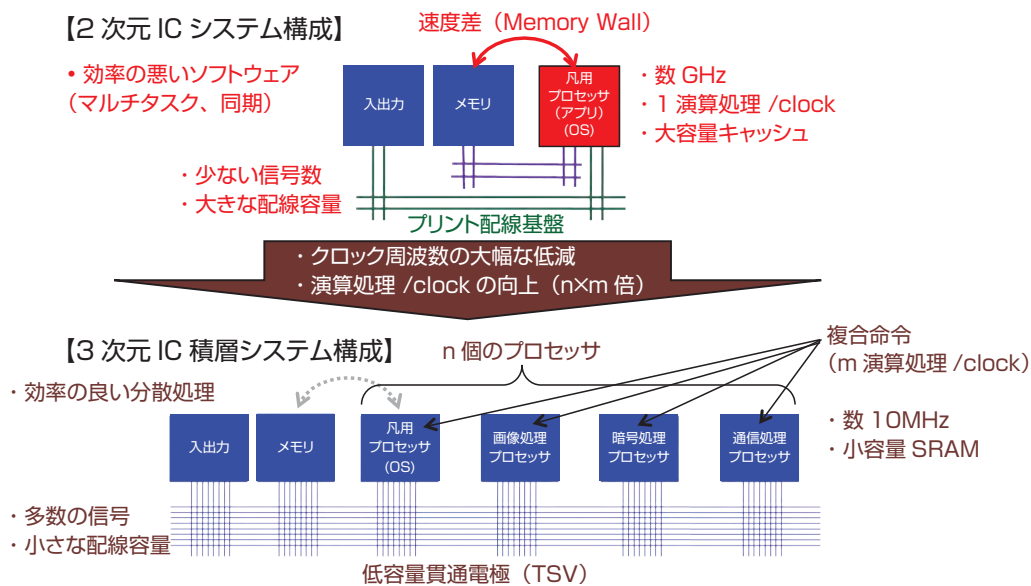 【2次元 IC システム構成】
速度差（Memory Wall）
• 効率の悪いソフトウェア
（マルチタスク、同期）
入出力
メモリ
凡用
プロセッサ
（アプリ）
(OS)
・数 GHz
・1 演算処理 /clock
・大容量キャッシュ
・少ない信号数
・大きな配線容量
プリント配線基盤
・クロック周波数の大幅な低減
・演算処理 /clock の向上（n×m 倍）
【3次元 IC 積層システム構成】
n 個のプロセッサ
複合命令
（m 演算処理 /clock）
・効率の良い分散処理
入出力
メモリ
凡用
プロセッサ
(OS)
画像処理
プロセッサ
暗号処理
プロセッサ
通信処理
プロセッサ
・数 10MHz
・小容量 SRAM
・多数の信号
・小さな配線容量
低容量貫通電極（TSV）